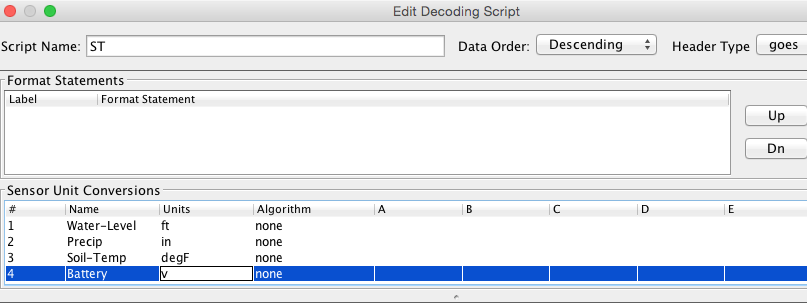 Edit Decoding Script
Script Name: ST Data Order: Descending Header Type goes
Format Statements
Label Format Statement
Up
Dn
Sensor Unit Conversions
# Name Units Algorithm A B C D E
1 Water-Level ft none
2 Precip in none
3 Soil-Temp degF none
4 Battery v none